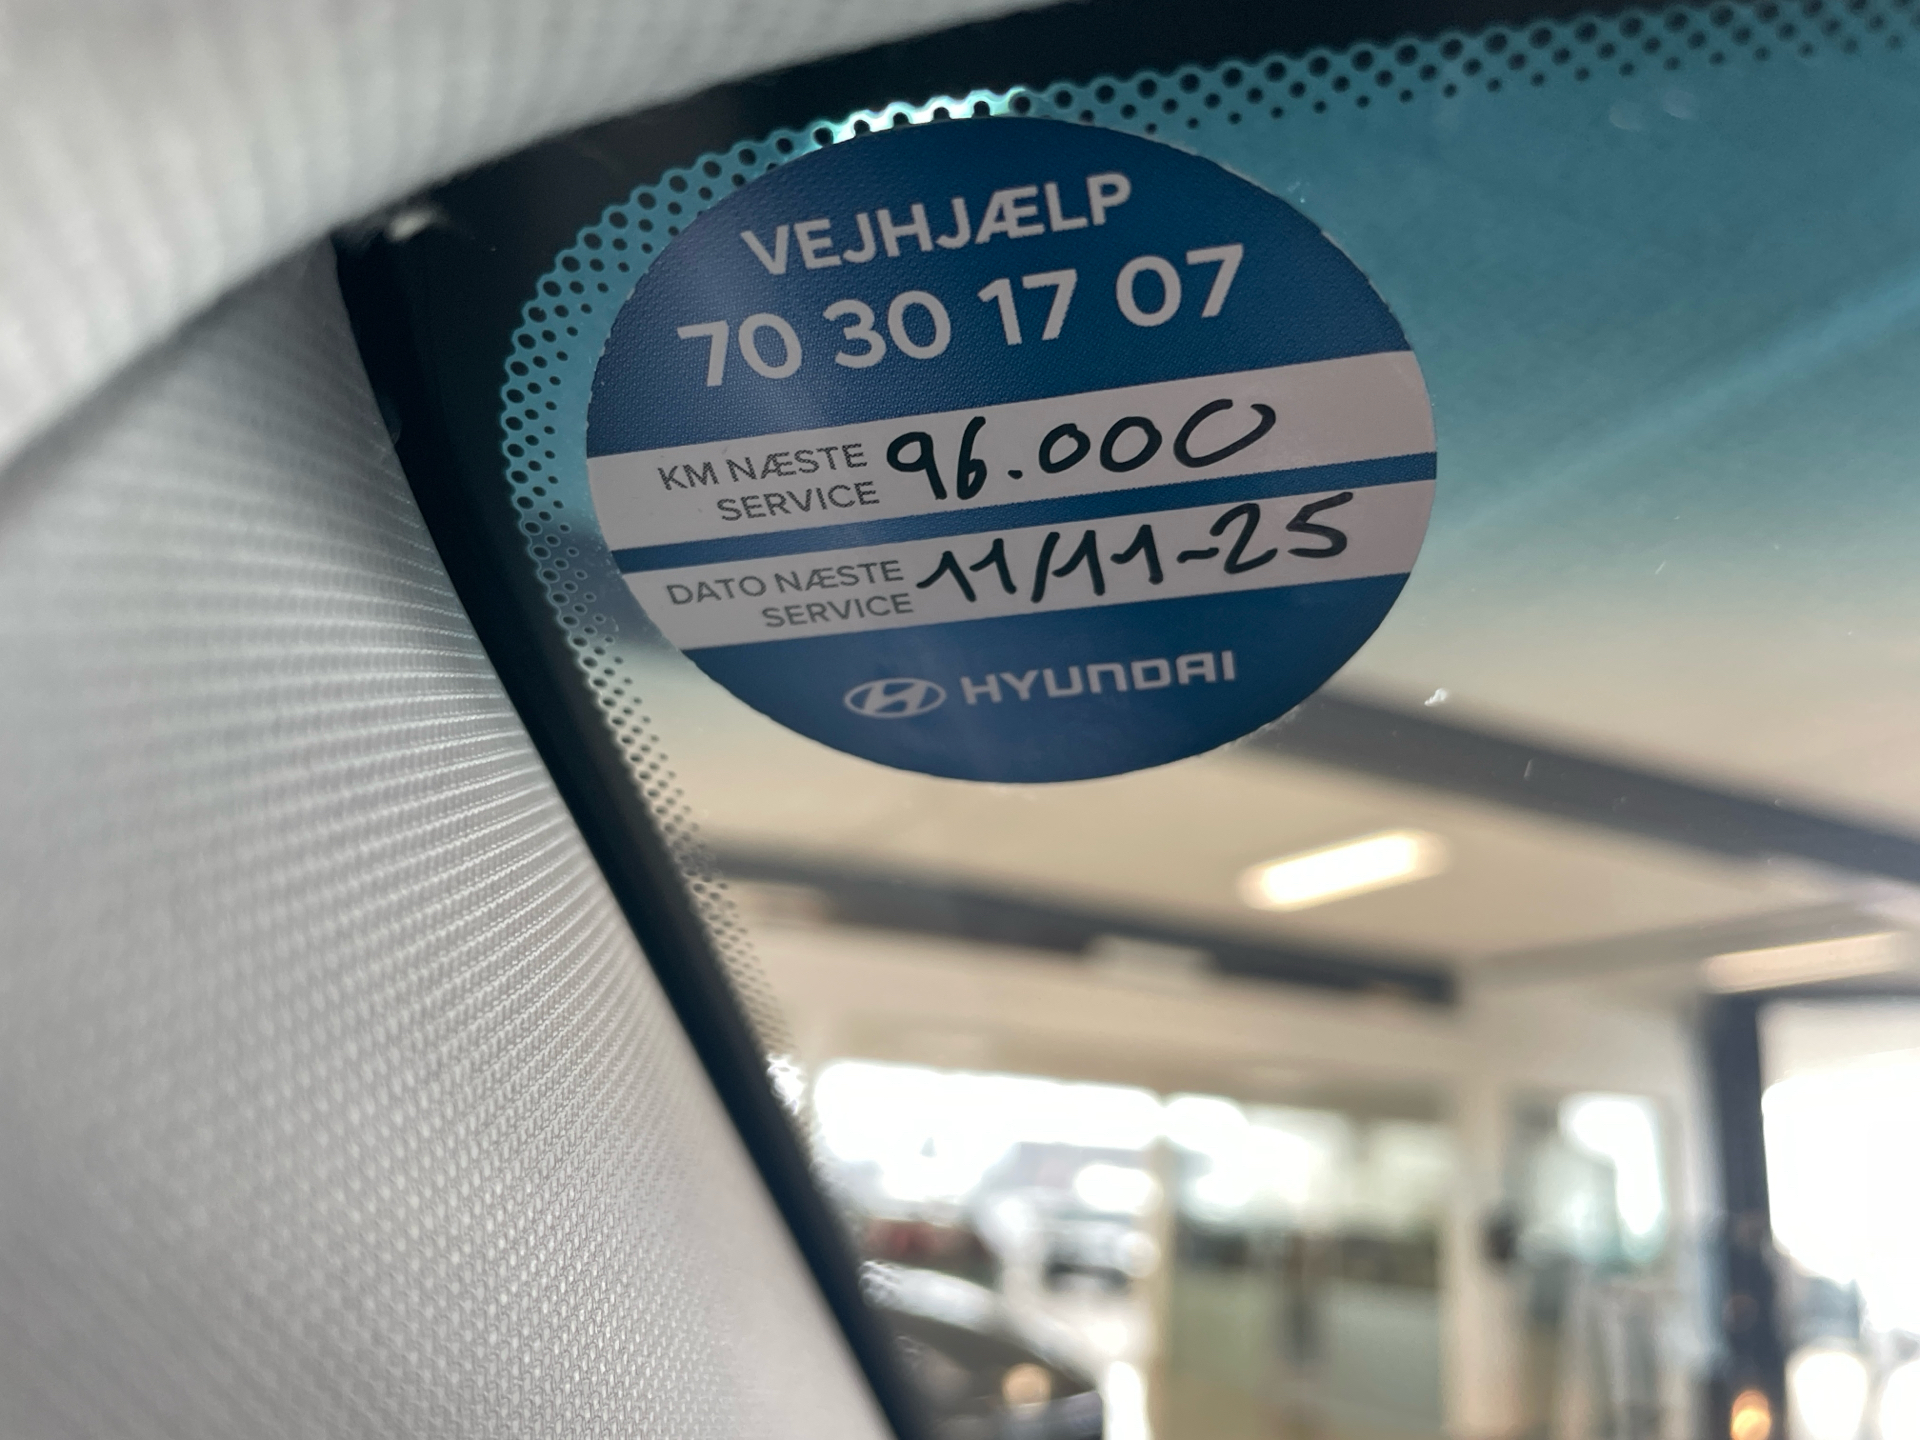 VEJHJÆLP
70 30 17 07
KM NÆSTE SERVICE 96.000
DATO NÆSTE SERVICE 11/11-25
HYUNDAI